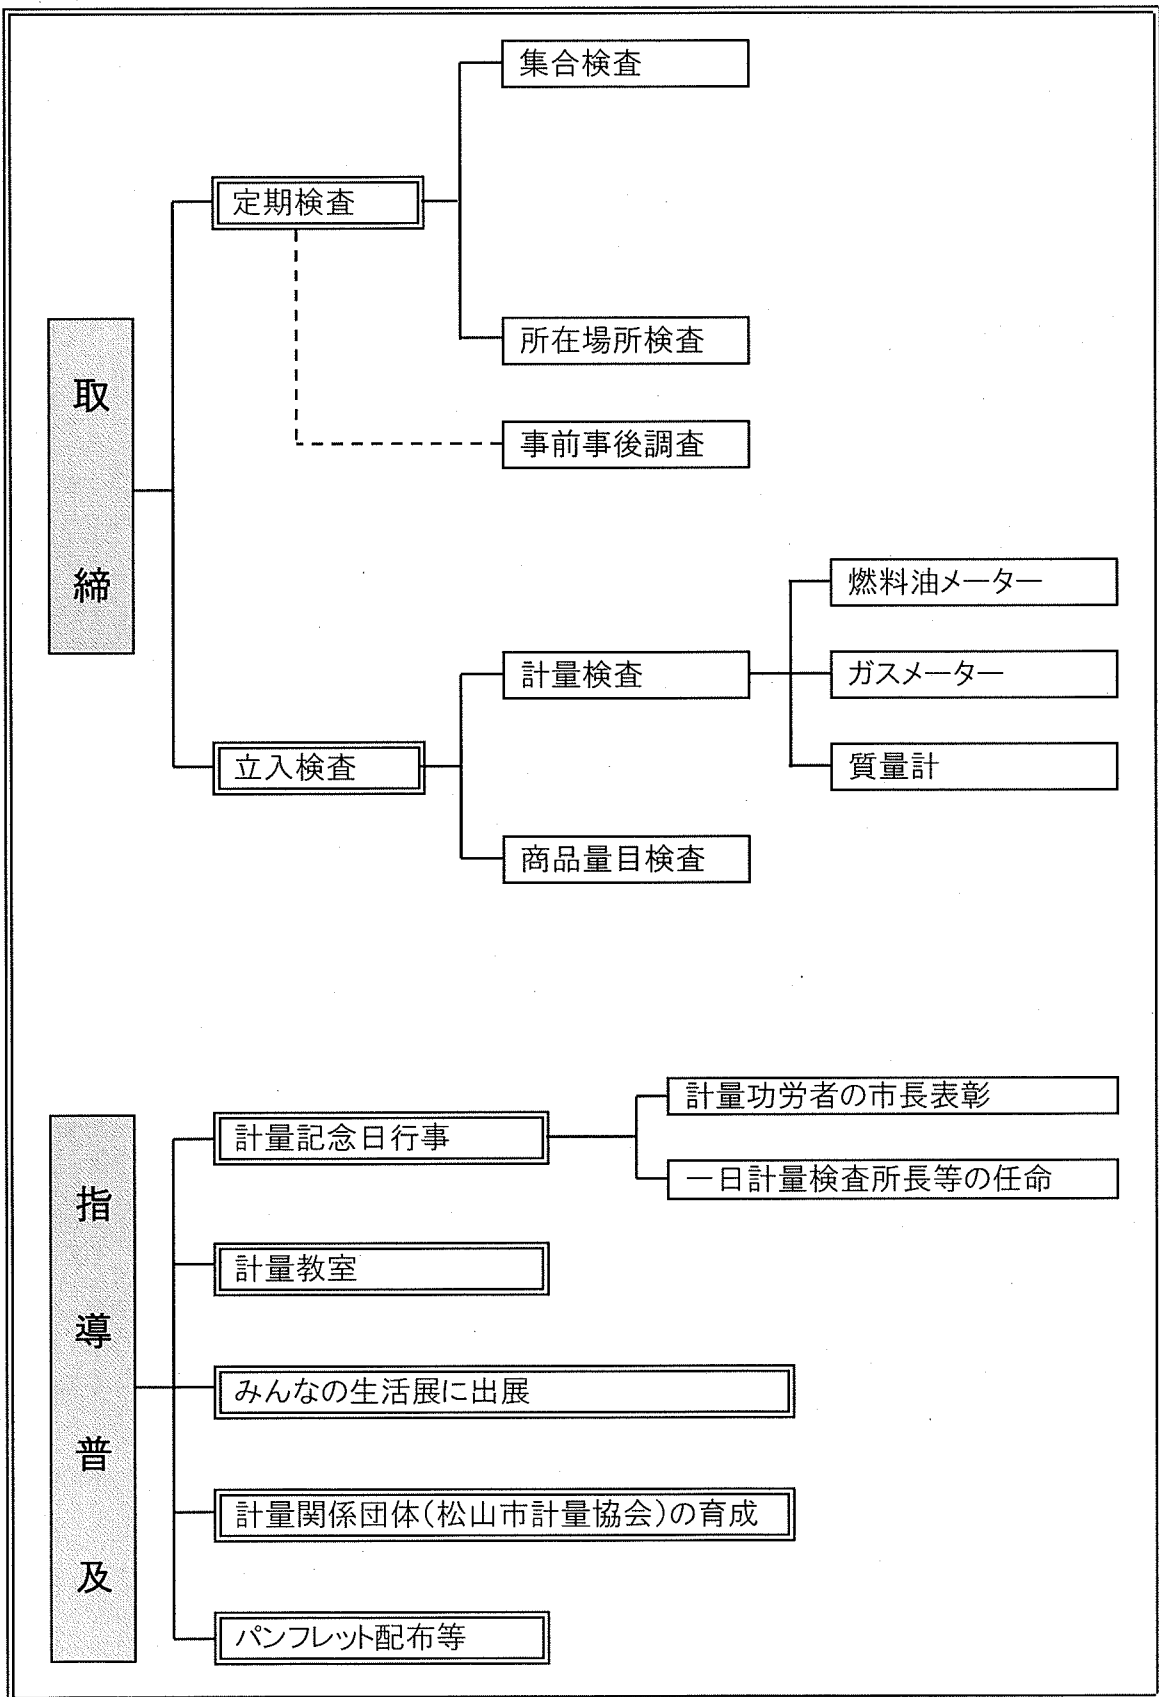 取締
定期検査
集合検査
所在場所検査
事前事後調査
立入検査
計量検査
燃料油メーター
ガスメーター
質量計
商品量目検査
指導普及
計量記念日行事
計量功労者の市長表彰
一日計量検査所長等の任命
計量教室
みんなの生活展に出展
計量関係団体(松山市計量協会)の育成
パンフレット配布等